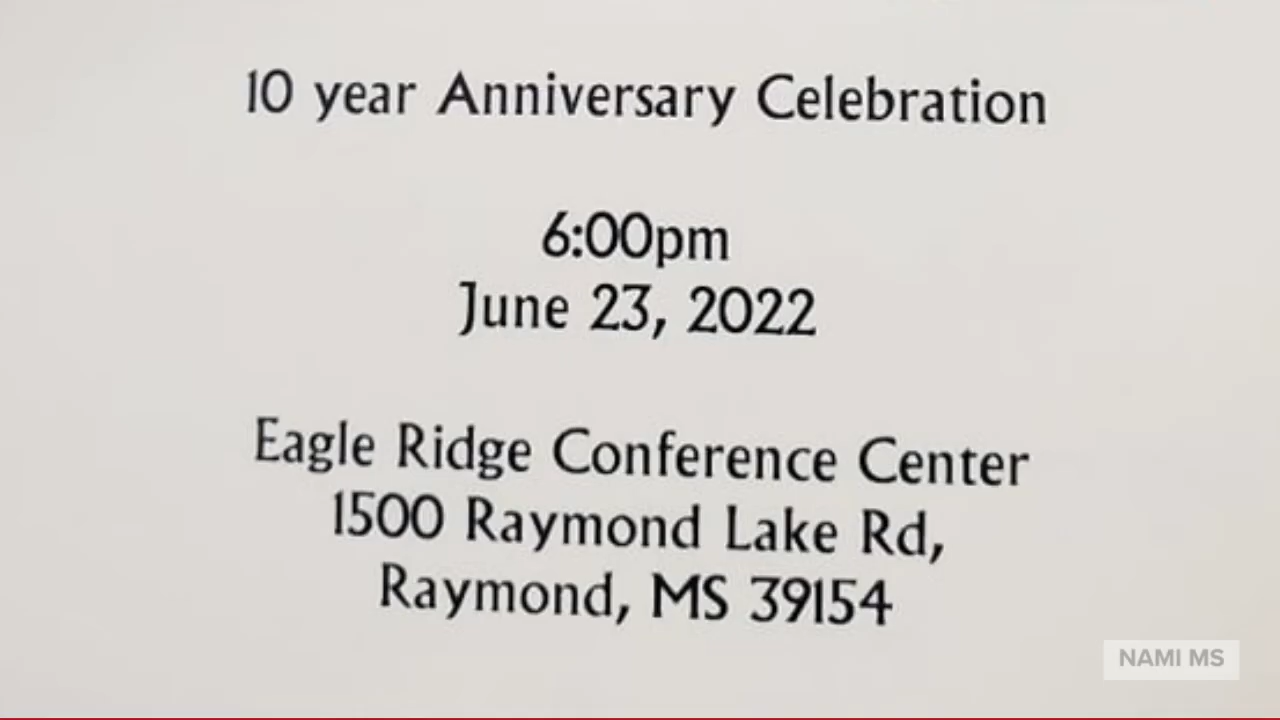 10 year Anniversary Celebration
6:00pm
June 23, 2022
Eagle Ridge Conference Center
1500 Raymond Lake Rd,
Raymond, MS 39154
NAMI MS